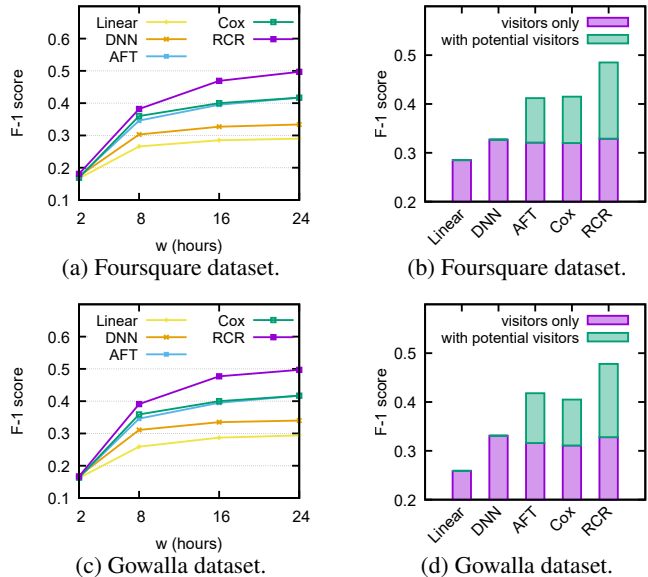 Linear
DNN
AFT
Cox
RCR
F-1 score
0.7
0.6
0.5
0.4
0.3
0.2
0.1
2 8 16 24
w (hours)
(a) Foursquare dataset.
visitors only
with potential visitors
F-1 score
0.5
0.4
0.3
0.2
Linear DNN AFT Cox RCR
(b) Foursquare dataset.
Linear
DNN
AFT
Cox
RCR
F-1 score
0.7
0.6
0.5
0.4
0.3
0.2
0.1
2 8 16 24
w (hours)
(c) Gowalla dataset.
visitors only
with potential visitors
F-1 score
0.5
0.4
0.3
0.2
Linear DNN AFT Cox RCR
(d) Gowalla dataset.